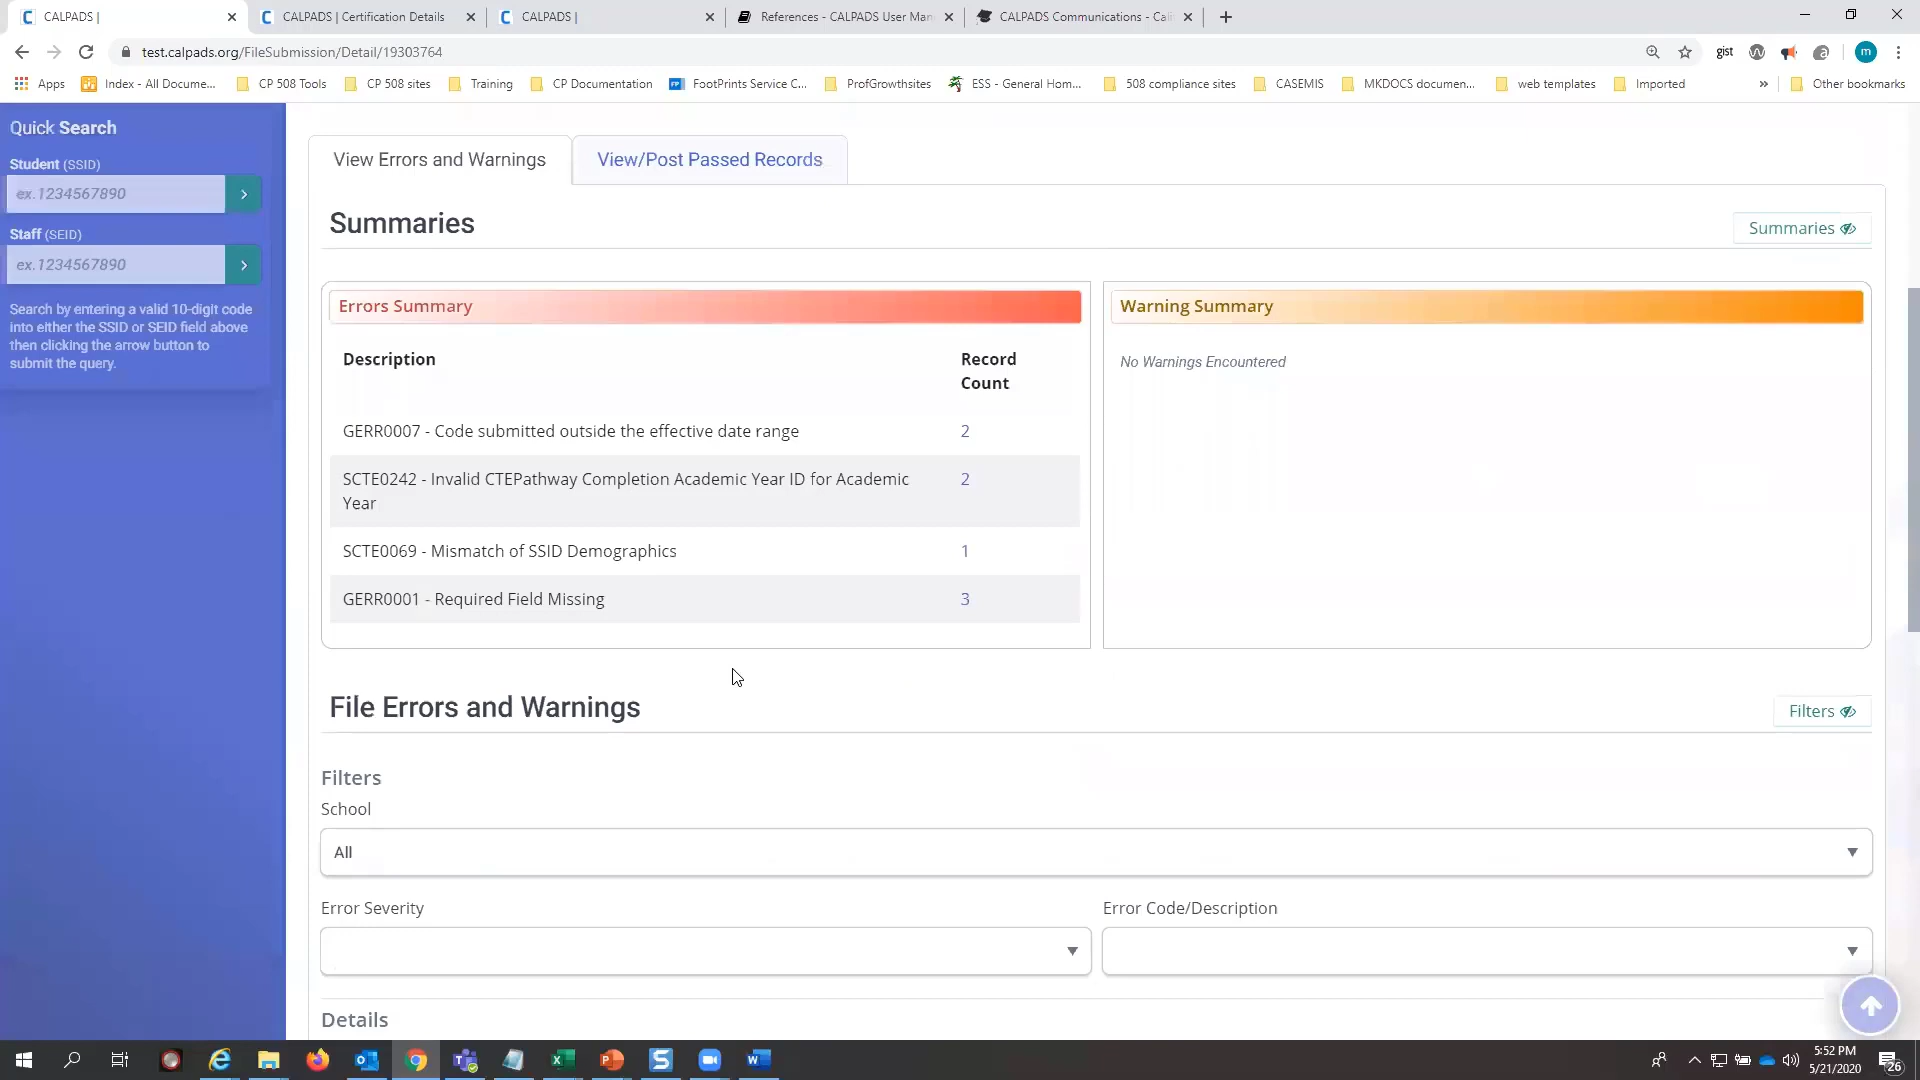 CALPADS |
CALPADS | Certification Details
CALPADS |
References - CALPADS User Man
CALPADS Communications - Cali
test.calpads.org/FileSubmission/Detail/19303764
gist
m
Apps
Index - All Docume...
CP 508 Tools
CP 508 sites
Training
CP Documentation
FootPrints Service C...
ProfGrowthsites
ESS - General Hom...
508 compliance sites
CASEMIS
MKDOCS documen...
web templates
Imported
»
Other bookmarks
Quick Search
Student (SSID)
ex.1234567890
Staff (SEID)
ex.1234567890
Search by entering a valid 10-digit code
into either the SSID or SEID field above
then clicking the arrow button to
submit the query.
View Errors and Warnings
View/Post Passed Records
Summaries
Summaries
Errors Summary
Description
Record
Count
GERR0007 - Code submitted outside the effective date range
2
SCTE0242 - Invalid CTEPathway Completion Academic Year ID for Academic
Year
2
SCTE0069 - Mismatch of SSID Demographics
1
GERR0001 - Required Field Missing
3
Warning Summary
No Warnings Encountered
File Errors and Warnings
Filters
Filters
School
All
Error Severity
Error Code/Description
Details
5:52 PM
5/21/2020
26